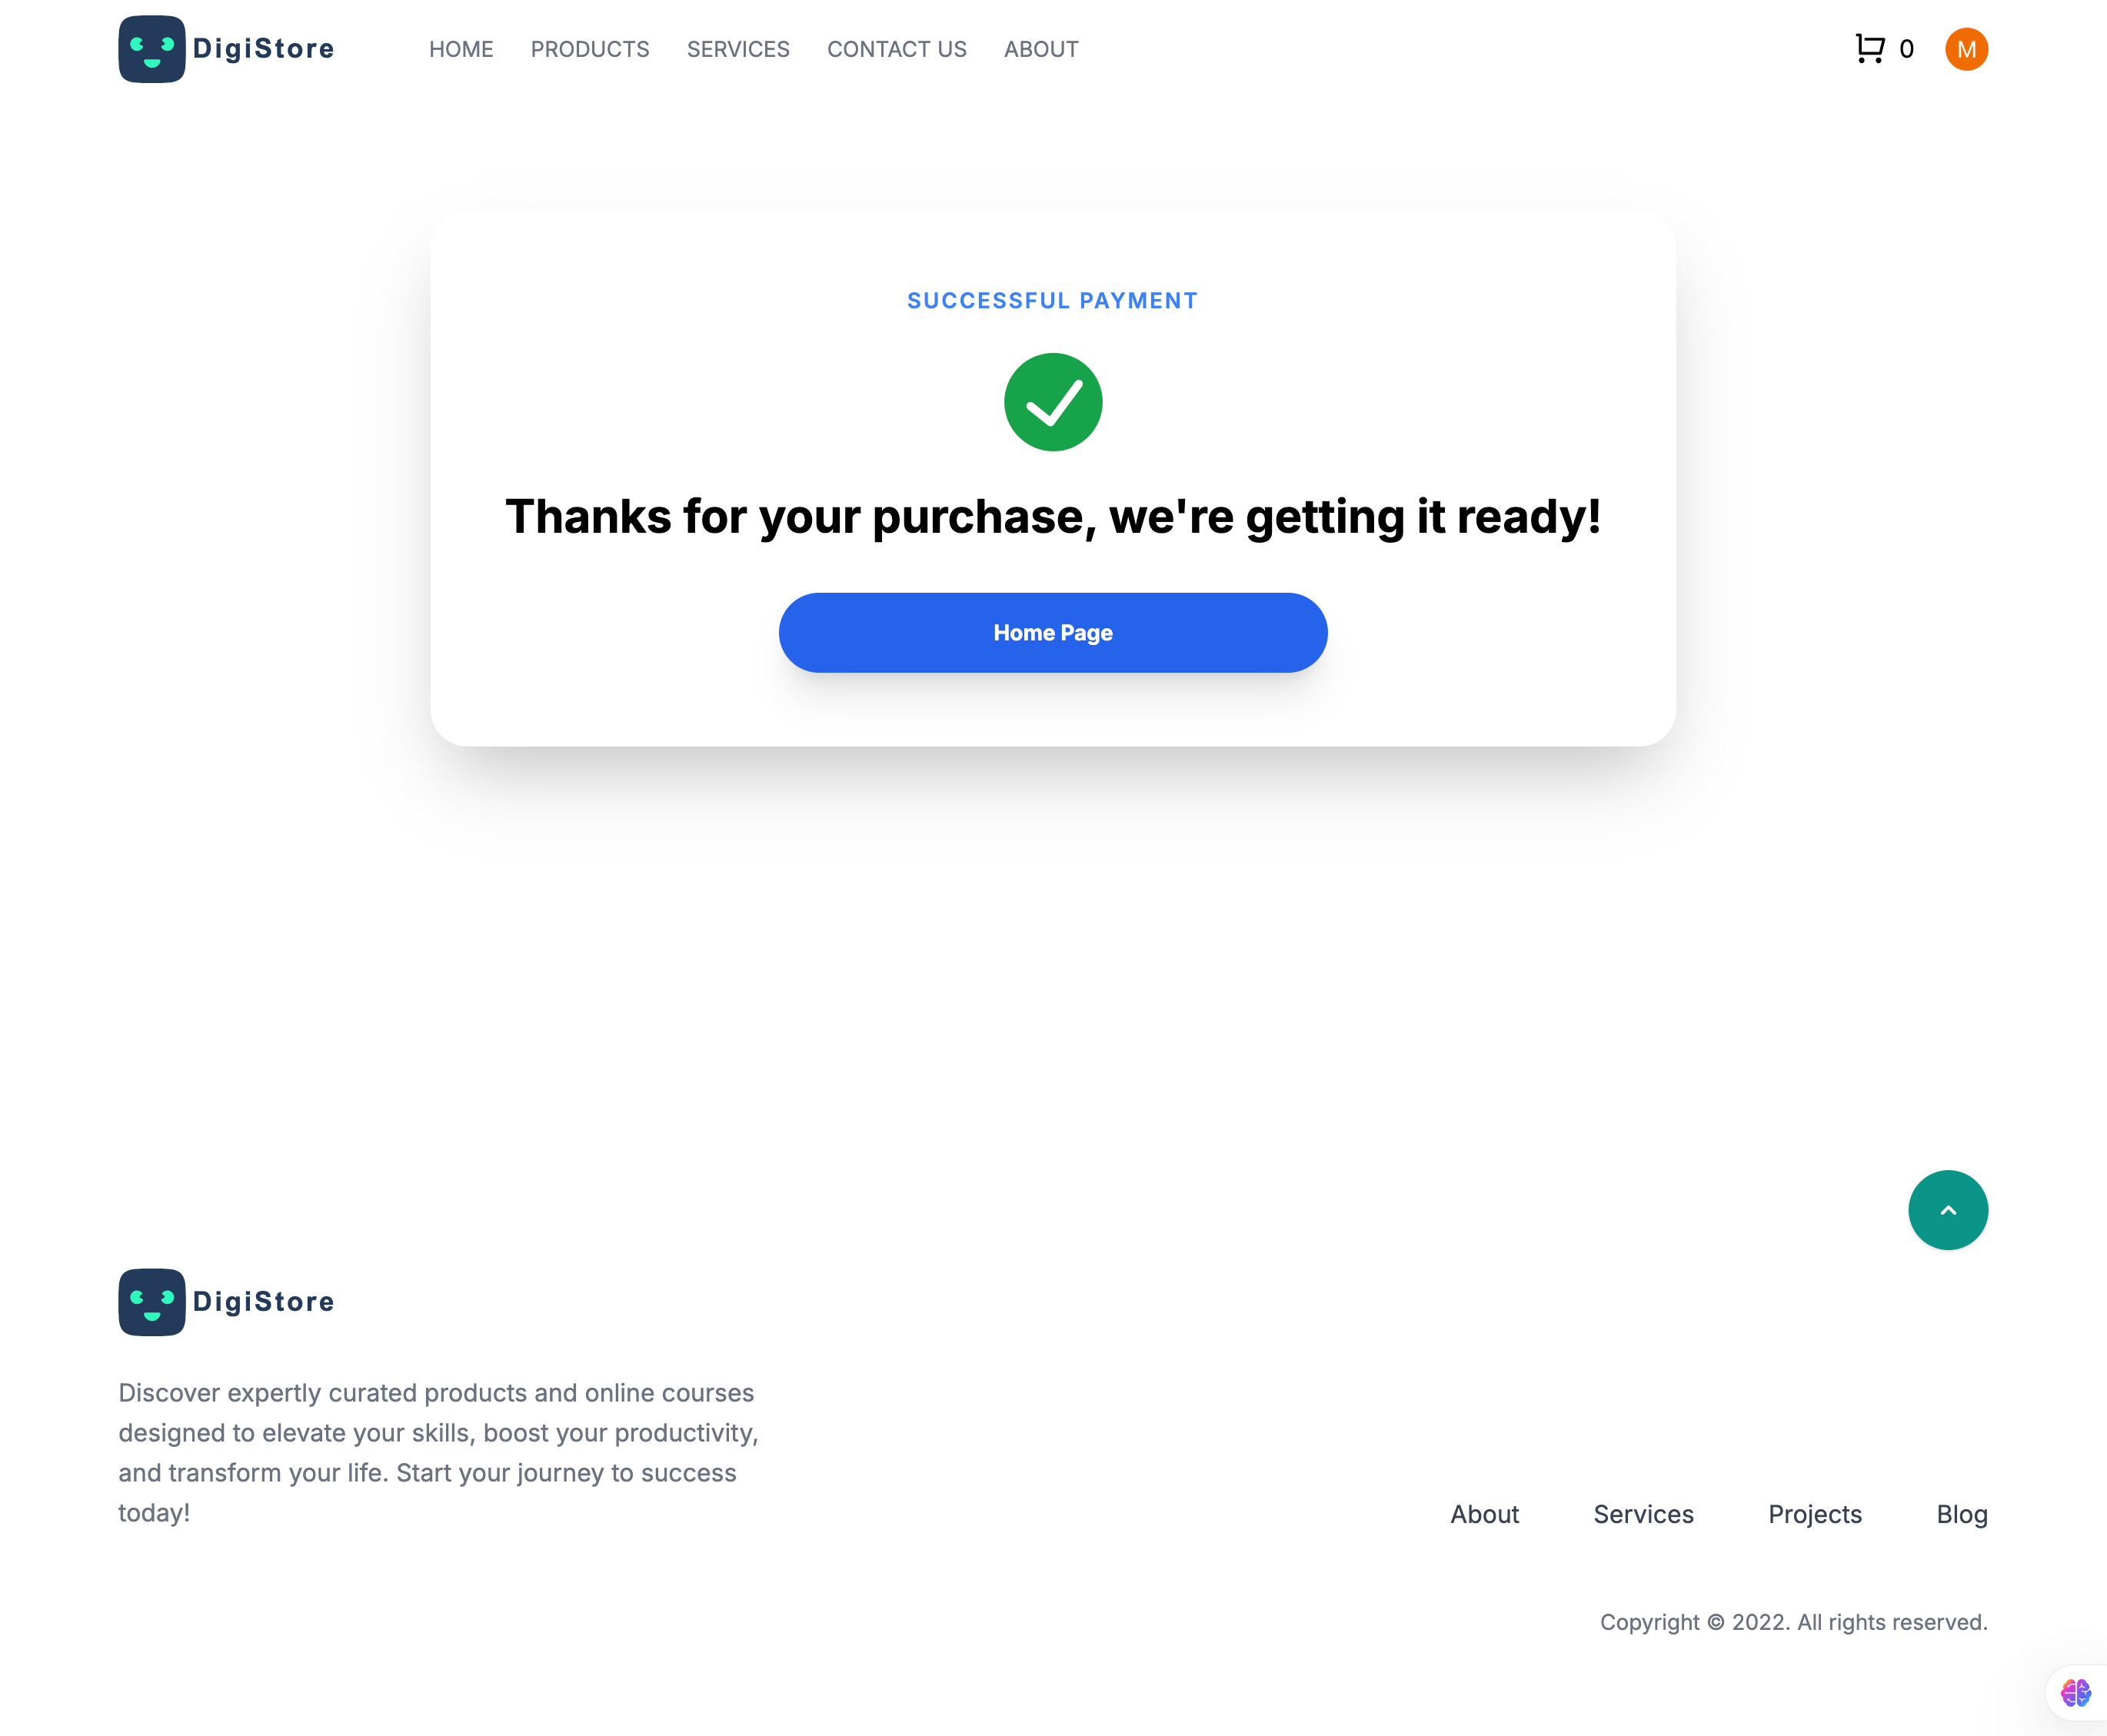 DigiStore
HOME PRODUCTS SERVICES CONTACT US ABOUT
0 M
SUCCESSFUL PAYMENT
Thanks for your purchase, we're getting it ready!
Home Page
DigiStore
Discover expertly curated products and online courses
designed to elevate your skills, boost your productivity,
and transform your life. Start your journey to success
today!
About Services Projects Blog
Copyright © 2022. All rights reserved.